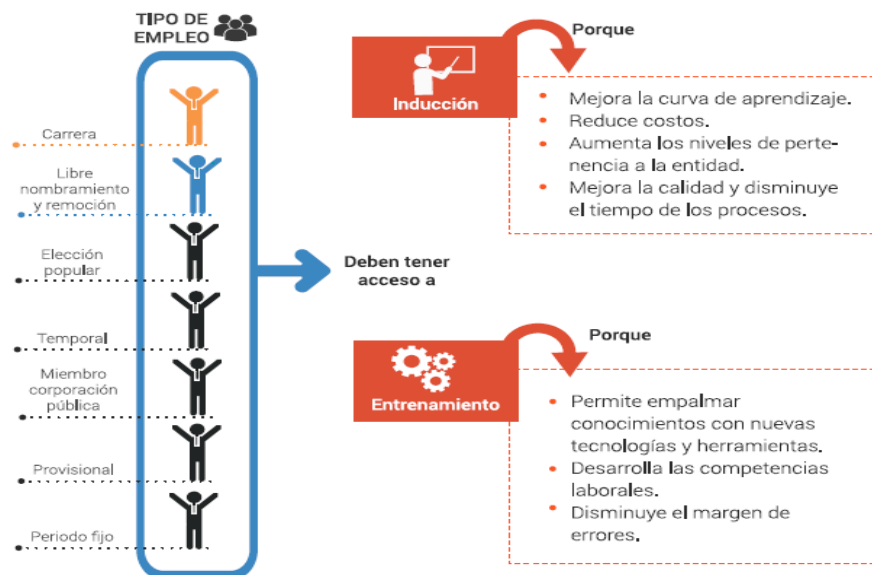 TIPO DE
EMPLEO
Carrera
Libre
nombramiento
y remoción
Elección
popular
Temporal
Miembro
corporación
pública
Provisional
Periodo fijo
Deben tener
acceso a
Inducción
Porque
• Mejora la curva de aprendizaje.
• Reduce costos.
• Aumenta los niveles de perte-
nencia a la entidad.
• Mejora la calidad y disminuye
el tiempo de los procesos.
Entrenamiento
Porque
• Permite empalmar
conocimientos con nuevas
tecnologías y herramientas.
• Desarrolla las competencias
laborales.
• Disminuye el margen de
errores.